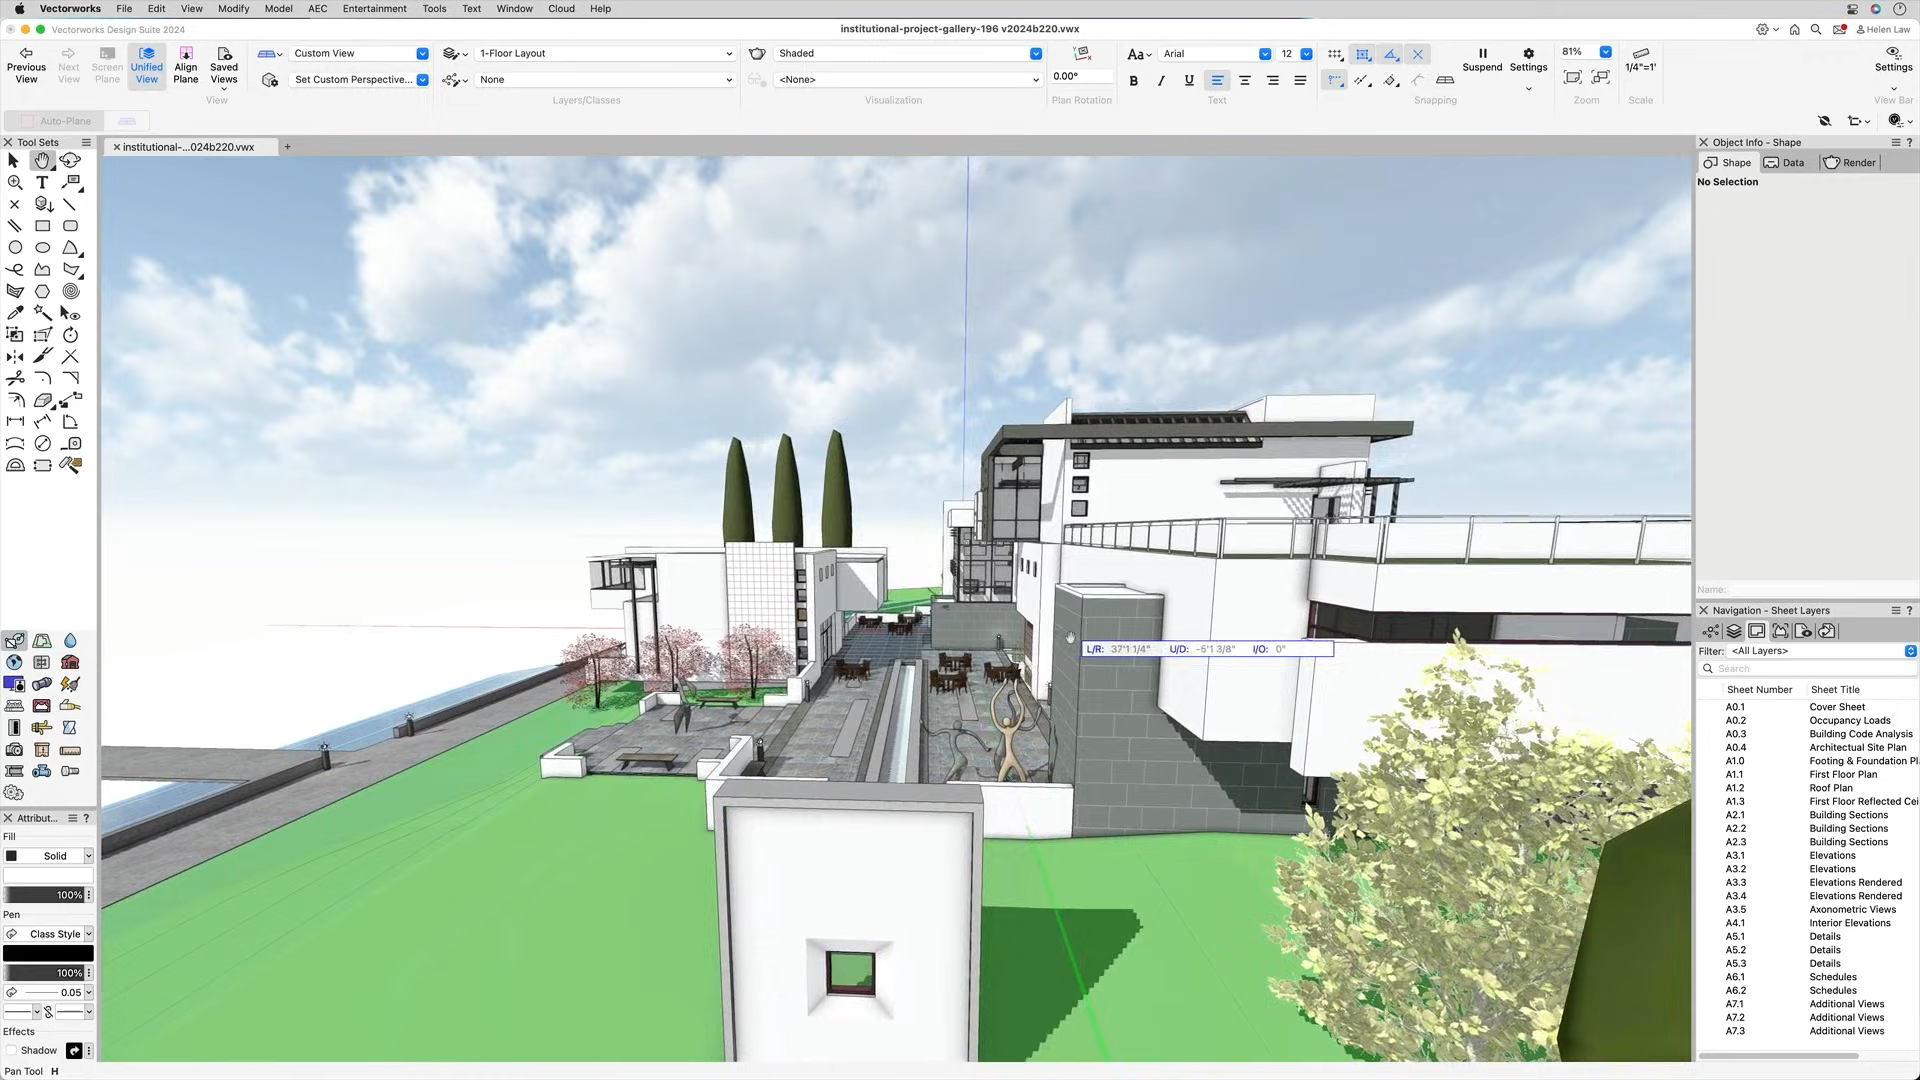 Vectorworks File Edit View Modify Model AEC Entertainment Tools Text Window Cloud Help
Vectorworks Design Suite 2024
institutional-project-gallery-196 v2024b220.vwx
Helen Law
Previous View
Next View
Screen Plane
Unified View
Align Plane
Saved Views
Custom View
Set Custom Perspective...
View
1-Floor Layout
None
Layers/Classes
Shaded
<None>
Visualization
0.00°
Plan Rotation
Aa
Arial
12
B I U
Text
Suspend
Settings
Snapping
81%
Zoom
1/4"=1'
Scale
Settings
View Bar
Auto-Plane
Tool Sets
institutional-...024b220.vwx
+
Object Info - Shape
Shape Data Render
No Selection
Name:
L/R: 37'1 1/4" U/D: -5'1 3/8" I/O: 0"
Navigation - Sheet Layers
Filter: <All Layers>
Search
Sheet Number Sheet Title
A0.1 Cover Sheet
A0.2 Occupancy Loads
A0.3 Building Code Analysis
A0.4 Architectual Site Plan
A1.0 Footing & Foundation Pl
A1.1 First Floor Plan
A1.2 Roof Plan
A1.3 First Floor Reflected Cei
A2.1 Building Sections
A2.2 Building Sections
A2.3 Building Sections
A3.1 Elevations
A3.2 Elevations
A3.3 Elevations Rendered
A3.4 Elevations Rendered
A3.5 Axonometric Views
A4.1 Interior Elevations
A5.1 Details
A5.2 Details
A5.3 Details
A6.1 Schedules
A6.2 Schedules
A7.1 Additional Views
A7.2 Additional Views
A7.3 Additional Views
Attribut...
Fill
Solid
100%
Pen
Class Style
100%
0.05
Effects
Shadow
Pan Tool H